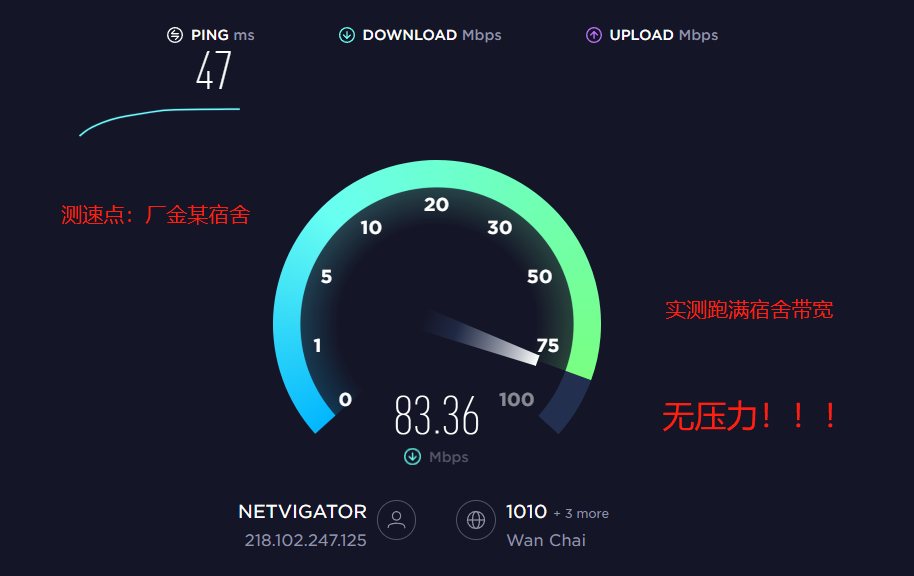 PING ms
DOWNLOAD Mbps
UPLOAD Mbps
47
测速点：厂金某宿舍
20
10
30
5
50
实测跑满宿舍带宽
1
75
0
100
83.36
无压力！！！
Mbps
NETVIGATOR
1010 + 3 more
218.102.247.125
Wan Chai